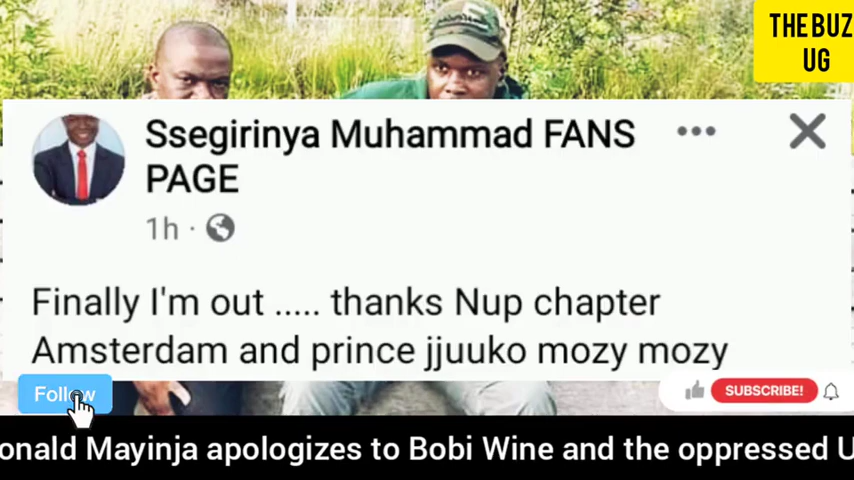 THE BUZ
UG
Ssegirinya Muhammad FANS
PAGE
1h ·
Finally I'm out ..... thanks Nup chapter
Amsterdam and prince jjuuko mozy mozy
Follow
SUBSCRIBE!
onald Mayinja apologizes to Bobi Wine and the oppressed U